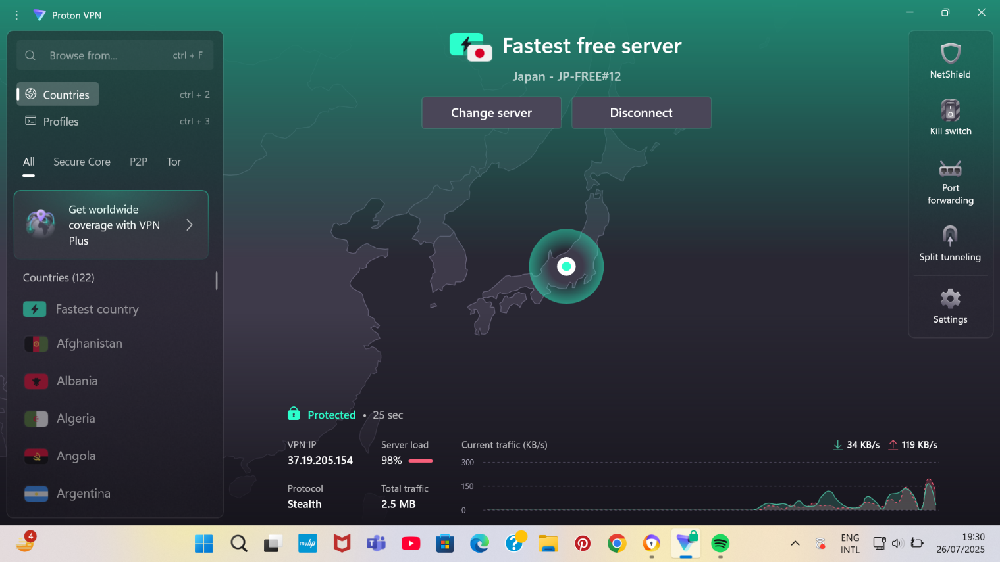 Proton VPN
Browse from...
ctrl + F
Countries
ctrl + 2
Profiles
ctrl + 3
All
Secure Core
P2P
Tor
Get worldwide
coverage with VPN
Plus
Countries (122)
Fastest country
Afghanistan
Albania
Algeria
Angola
Argentina
Fastest free server
Japan - JP-FREE#12
Change server
Disconnect
NetShield
Kill switch
Port
forwarding
Split tunneling
Settings
Protected • 25 sec
VPN IP
37.19.205.154
Server load
98%
Protocol
Stealth
Total traffic
2.5 MB
Current traffic (KB/s)
34 KB/s
119 KB/s
300
150
0
4
myhp
ENG
INTL
19:30
26/07/2025